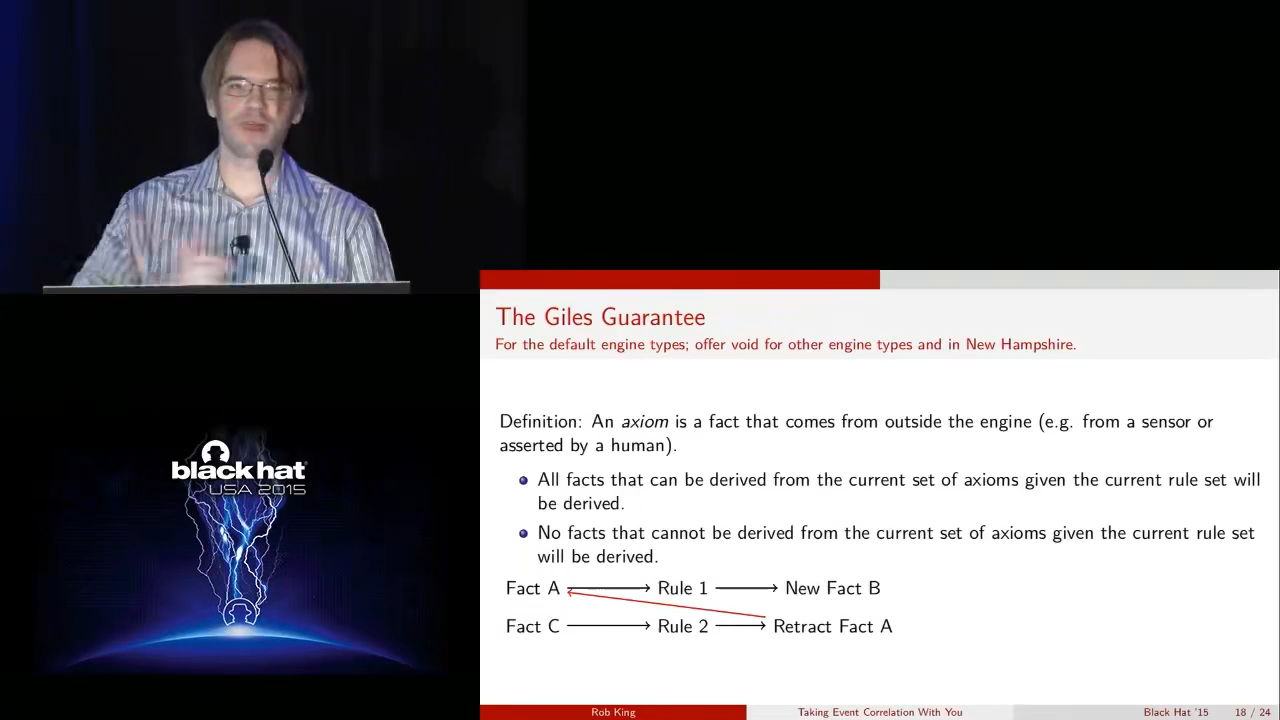 The Giles Guarantee
For the default engine types; offer void for other engine types and in New Hampshire.
Definition: An axiom is a fact that comes from outside the engine (e.g. from a sensor or
asserted by a human).
All facts that can be derived from the current set of axioms given the current rule set will
be derived.
No facts that cannot be derived from the current set of axioms given the current rule set
will be derived.
Fact A Rule 1 New Fact B
Fact C Rule 2 Retract Fact A
black hat
USA 2015
Rob King Taking Event Correlation With You Black Hat '15 18 / 24